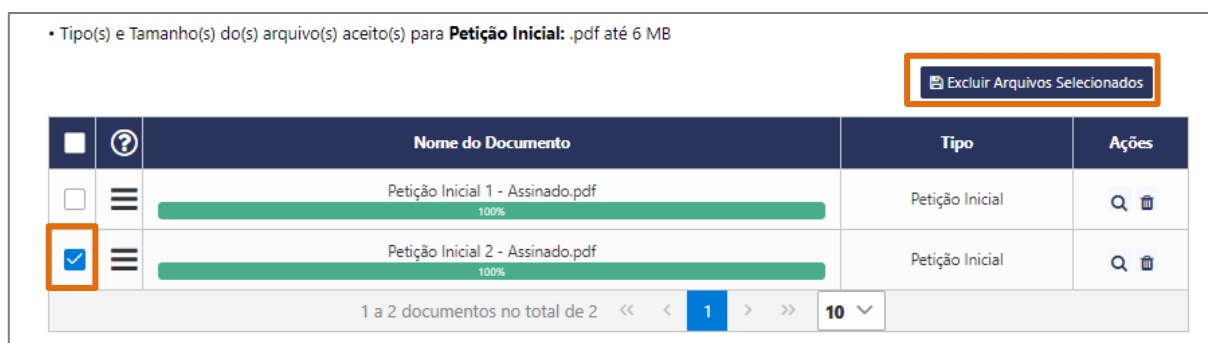 • Tipo(s) e Tamanho(s) do(s) arquivo(s) aceito(s) para Petição Inicial: .pdf até 6 MB
Excluir Arquivos Selecionados
? Nome do Documento Tipo Ações
Petição Inicial 1 - Assinado.pdf
100%
Petição Inicial
Petição Inicial 2 - Assinado.pdf
100%
Petição Inicial
1 a 2 documentos no total de 2 << < 1 > >> 10